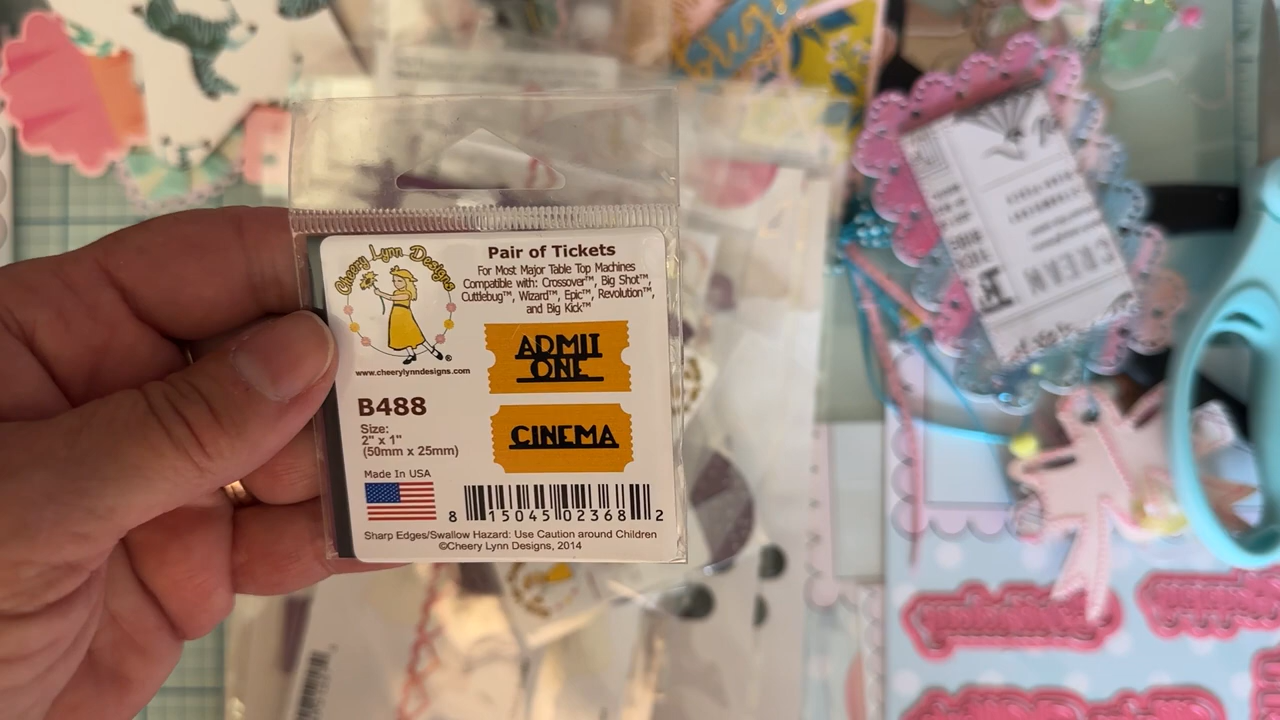 Cheery Lynn Designs
®
www.cheerylynndesigns.com
Pair of Tickets
For Most Major Table Top Machines
Compatible with: Crossover™, Big Shot™,
Cuttlebug™, Wizard™, Epic™, Revolution™,
and Big Kick™
ADMIT
ONE
CINEMA
B488
Size:
2" x 1"
(50mm x 25mm)
Made In USA
8 15045 02368 2
Sharp Edges/Swallow Hazard: Use Caution around Children
©Cheery Lynn Designs, 2014
CREAM